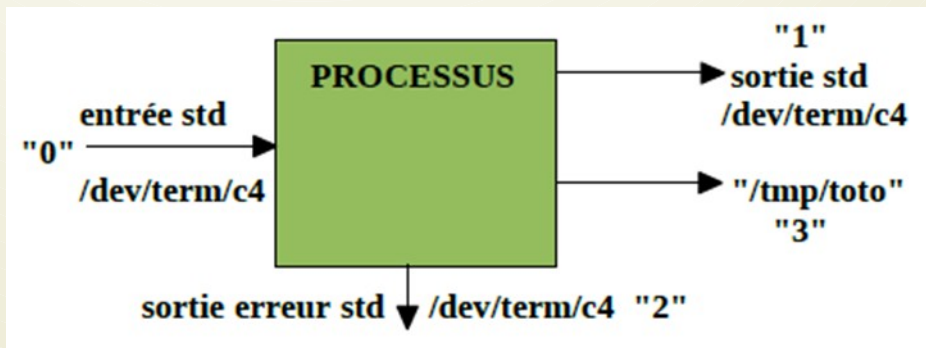 PROCESSUS
entrée std
"0"
/dev/term/c4
"1"
sortie std
/dev/term/c4
"/tmp/toto"
"3"
sortie erreur std /dev/term/c4 "2"